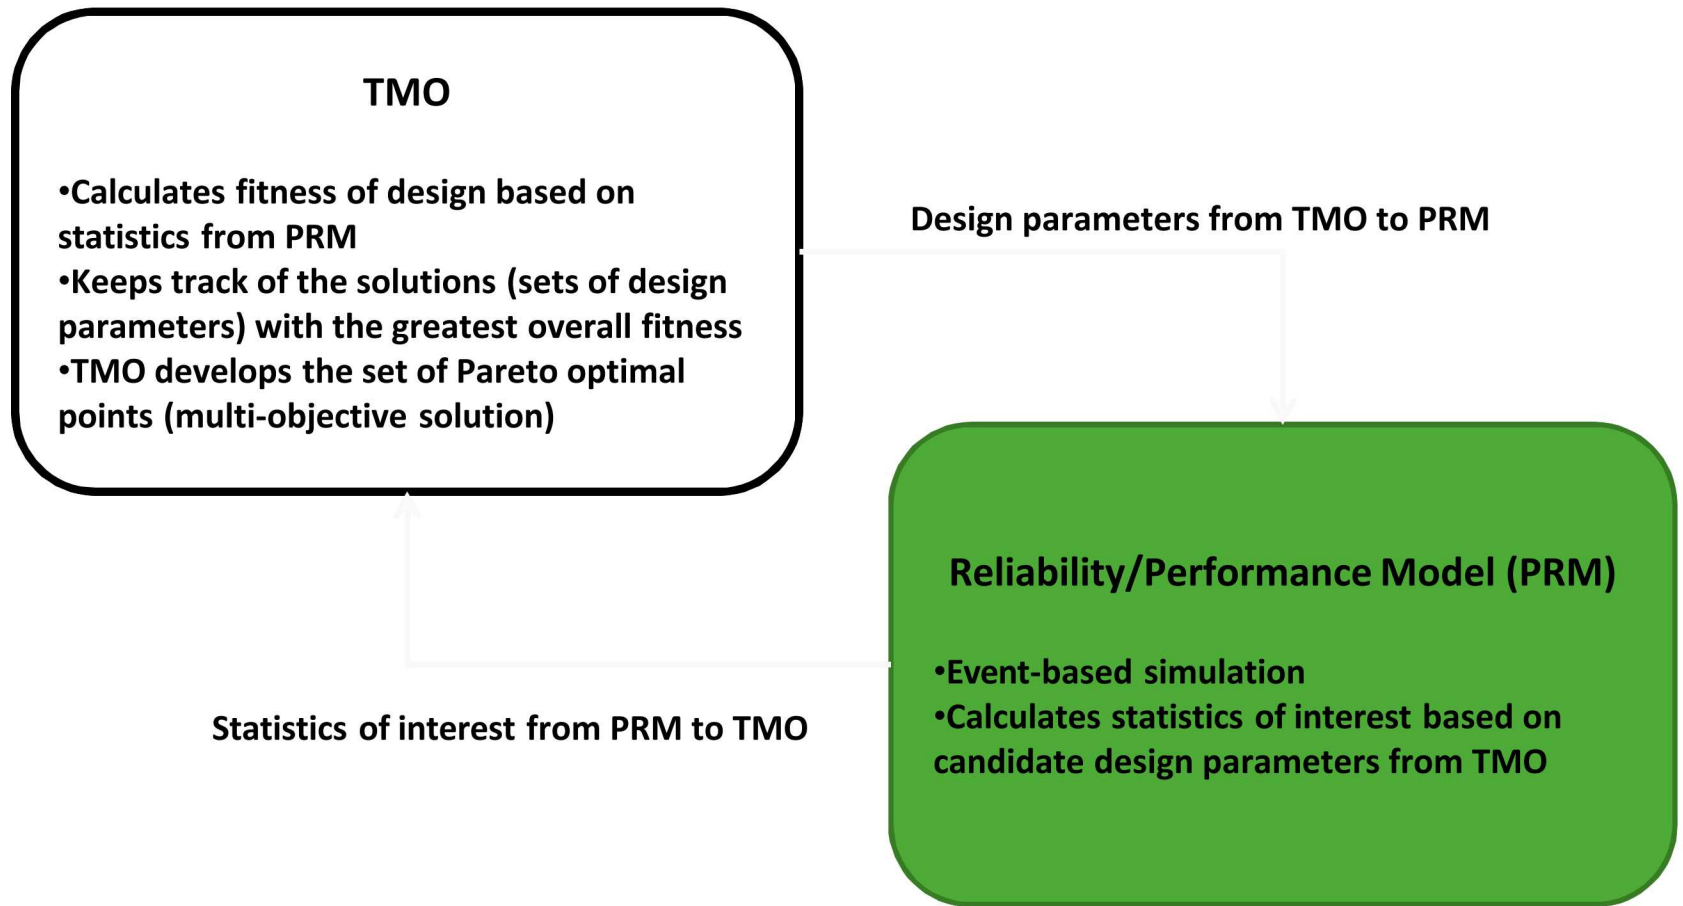 TMO
•Calculates fitness of design based on
statistics from PRM
•Keeps track of the solutions (sets of design
parameters) with the greatest overall fitness
•TMO develops the set of Pareto optimal
points (multi-objective solution)
Design parameters from TMO to PRM
Reliability/Performance Model (PRM)
•Event-based simulation
•Calculates statistics of interest based on
candidate design parameters from TMO
Statistics of interest from PRM to TMO